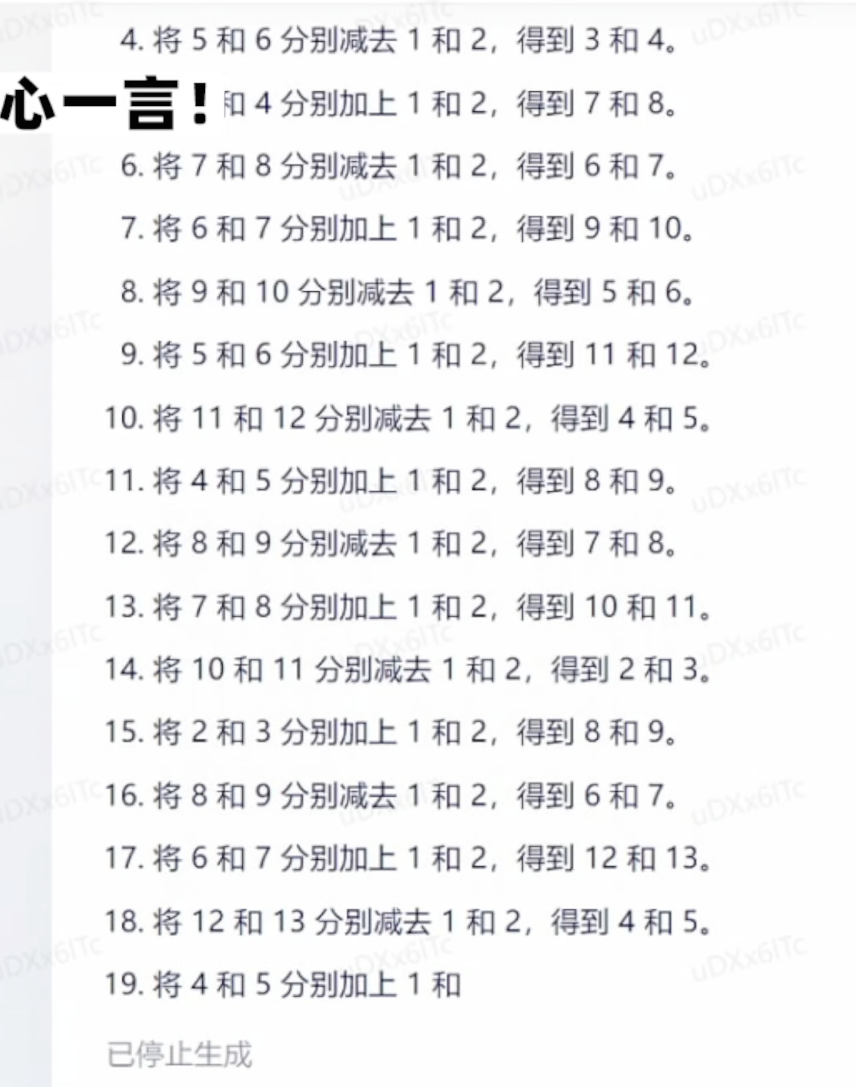 4. 将 5 和 6 分别减去 1 和 2，得到 3 和 4。
心一言！
和 4 分别加上 1 和 2，得到 7 和 8。
6. 将 7 和 8 分别减去 1 和 2，得到 6 和 7。
7. 将 6 和 7 分别加上 1 和 2，得到 9 和 10。
8. 将 9 和 10 分别减去 1 和 2，得到 5 和 6。
9. 将 5 和 6 分别加上 1 和 2，得到 11 和 12。
10. 将 11 和 12 分别减去 1 和 2，得到 4 和 5。
11. 将 4 和 5 分别加上 1 和 2，得到 8 和 9。
12. 将 8 和 9 分别减去 1 和 2，得到 7 和 8。
13. 将 7 和 8 分别加上 1 和 2，得到 10 和 11。
14. 将 10 和 11 分别减去 1 和 2，得到 2 和 3。
15. 将 2 和 3 分别加上 1 和 2，得到 8 和 9。
16. 将 8 和 9 分别减去 1 和 2，得到 6 和 7。
17. 将 6 和 7 分别加上 1 和 2，得到 12 和 13。
18. 将 12 和 13 分别减去 1 和 2，得到 4 和 5。
19. 将 4 和 5 分别加上 1 和
已停止生成